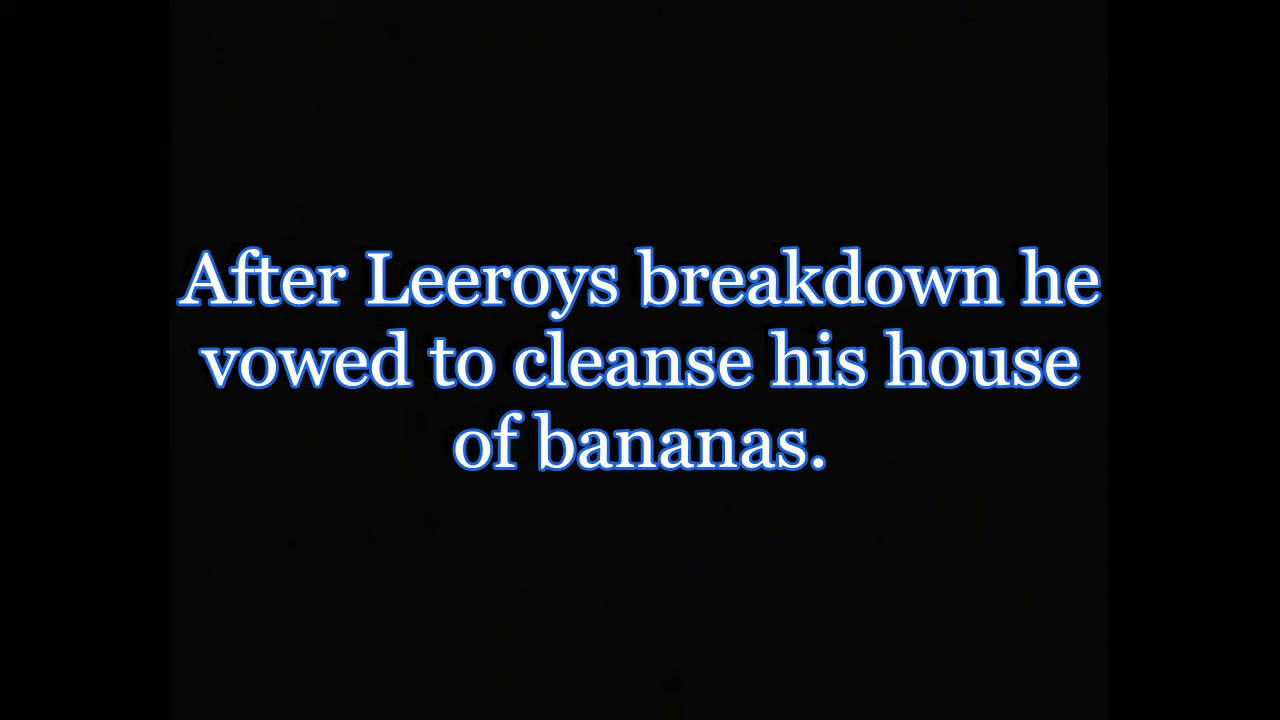 After Leeroys breakdown he
vowed to cleanse his house
of bananas.